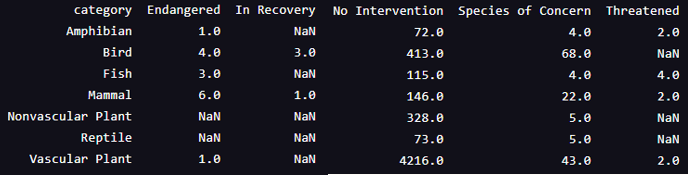 category Endangered In Recovery No Intervention Species of Concern Threatened
Amphibian 1.0 NaN 72.0 4.0 2.0
Bird 4.0 3.0 413.0 68.0 NaN
Fish 3.0 NaN 115.0 4.0 4.0
Mammal 6.0 1.0 146.0 22.0 2.0
Nonvascular Plant NaN NaN 328.0 5.0 NaN
Reptile NaN NaN 73.0 5.0 NaN
Vascular Plant 1.0 NaN 4216.0 43.0 2.0